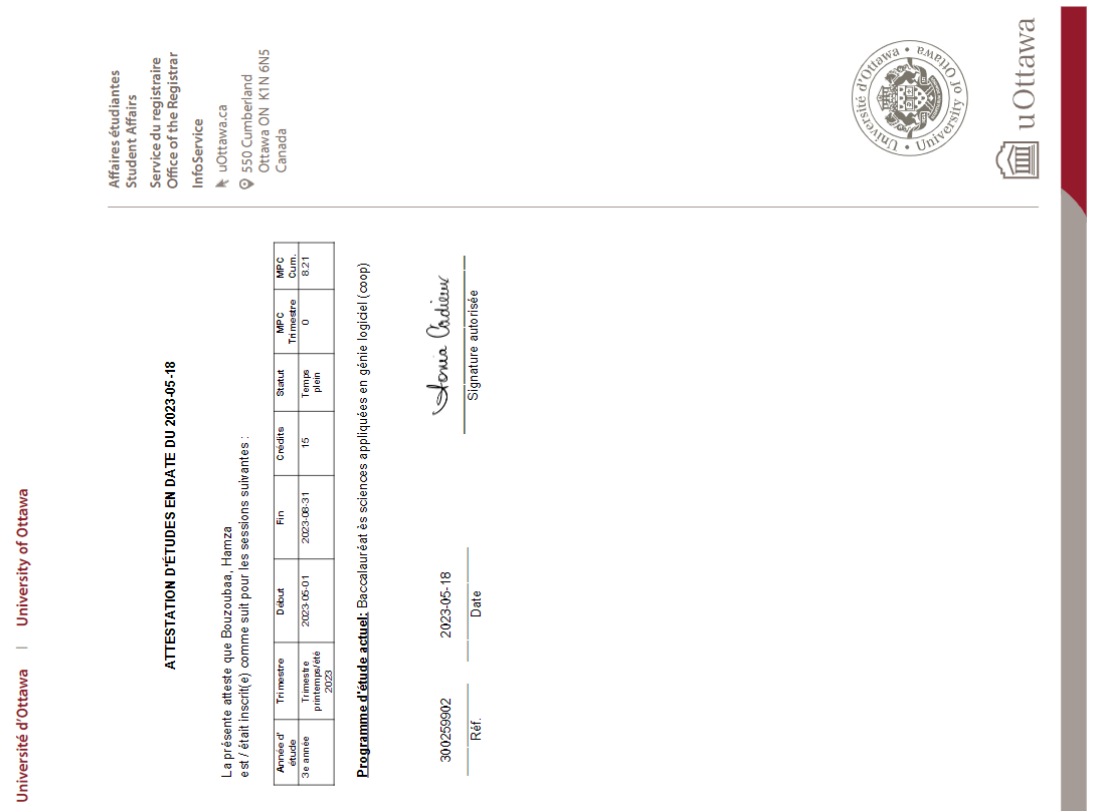 Université d'Ottawa | University of Ottawa
Affaires étudiantes
Student Affairs
Service du registraire
Office of the Registrar
InfoService
uOttawa.ca
550 Cumberland
Ottawa ON K1N 6N5
Canada
Université d'Ottawa • University of Ottawa •
uOttawa
ATTESTATION D'ÉTUDES EN DATE DU 2023-05-18
La présente atteste que Bouzoubaa, Hamza
est / était inscrit(e) comme suit pour les sessions suivantes :
Année d'étude Trimestre Début Fin Crédits Statut MPC Trimestre MPC Cum.
3e année Trimestre printemps/été 2023 2023-05-01 2023-08-31 15 Temps plein 0 8.21
Programme d'étude actuel: Baccalauréat ès sciences appliquées en génie logiciel (coop)
300259902 2023-05-18 Sonia Cadieux
Réf. Date Signature autorisée